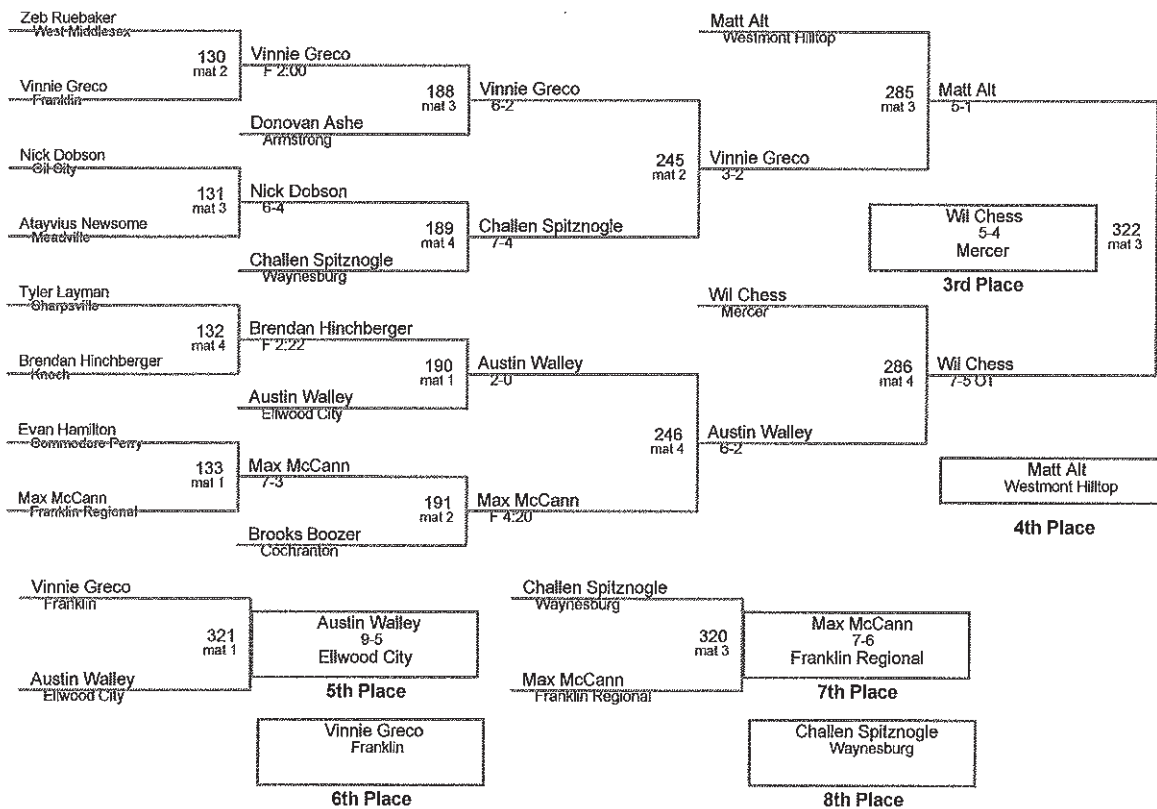 Zeb Ruebaker
West Middlesex
130
mat 2
Vinnie Greco
Franklin
Vinnie Greco
F 2:00
188
mat 3
Donovan Ashe
Armstrong
Nick Dobson
Oil City
131
mat 3
Atayvius Newsome
Meadville
Nick Dobson
6-4
189
mat 4
Challen Spitznogle
Waynesburg
Vinnie Greco
6-2
245
mat 2
Challen Spitznogle
7-4
Tyler Layman
Sharpsville
132
mat 4
Brendan Hinchberger
Knoch
Brendan Hinchberger
F 2:22
190
mat 1
Austin Walley
Ellwood City
Evan Hamilton
Commodore Perry
133
mat 1
Max McCann
Franklin Regional
Max McCann
7-3
191
mat 2
Brooks Boozer
Cochranton
Austin Walley
2-0
246
mat 4
Max McCann
F 4:20
Matt Alt
Westmont Hilltop
285
mat 3
Vinnie Greco
3-2
Matt Alt
5-1
Wil Chess
Mercer
286
mat 4
Austin Walley
6-2
Wil Chess
7-5 OT
322
mat 3
Wil Chess
5-4
Mercer
3rd Place
Matt Alt
Westmont Hilltop
4th Place
Vinnie Greco
Franklin
321
mat 1
Austin Walley
Ellwood City
Austin Walley
9-5
Ellwood City
5th Place
Vinnie Greco
Franklin
6th Place
Challen Spitznogle
Waynesburg
320
mat 3
Max McCann
Franklin Regional
Max McCann
7-6
Franklin Regional
7th Place
Challen Spitznogle
Waynesburg
8th Place